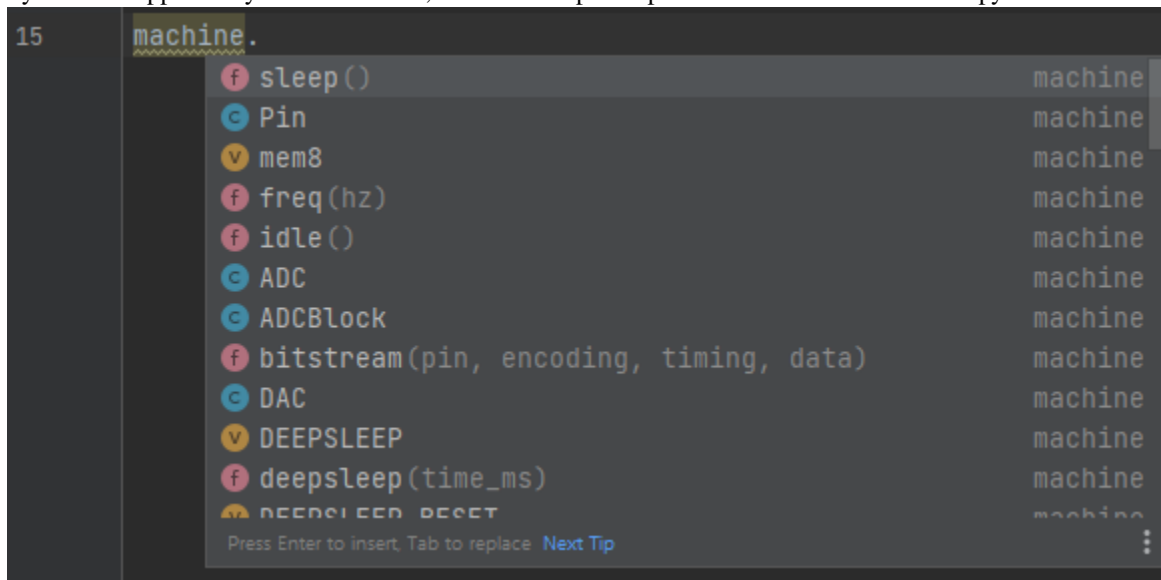 15 machine.
f sleep() machine
c Pin machine
v mem8 machine
f freq(hz) machine
f idle() machine
c ADC machine
c ADCBlock machine
f bitstream(pin, encoding, timing, data) machine
c DAC machine
v DEEPSLEEP machine
f deepsleep(time_ms) machine
v DEEPSLEEP_RESET machine
Press Enter to insert, Tab to replace Next Tip